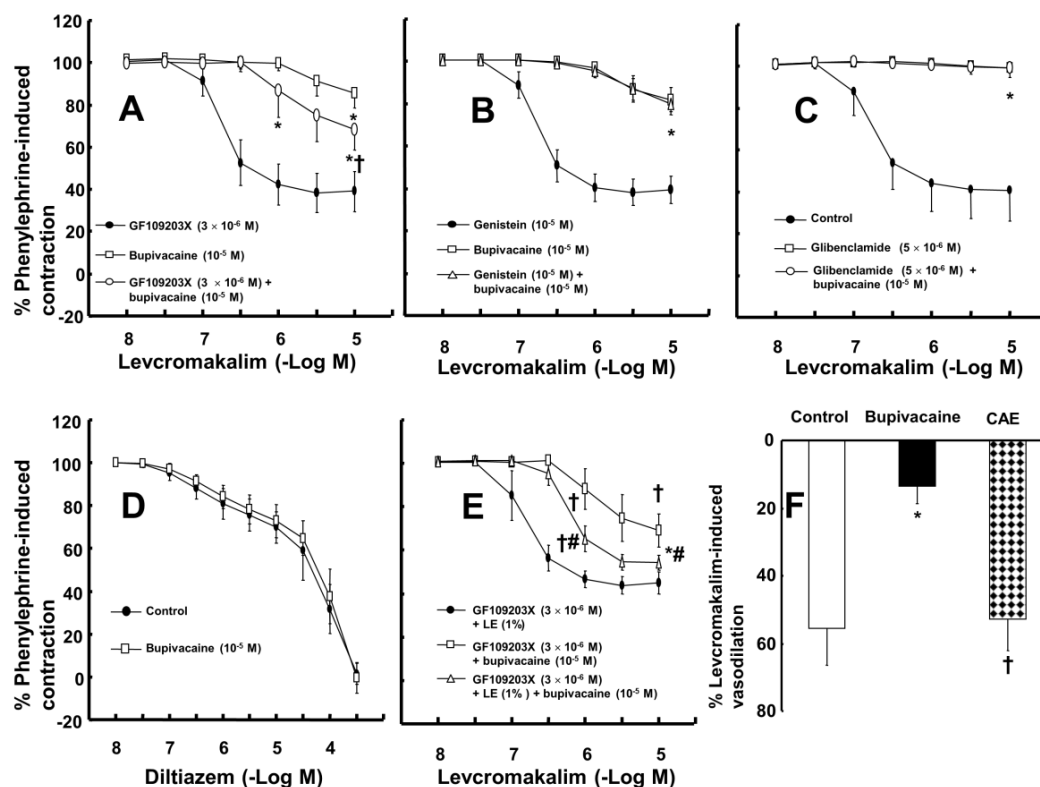 % Phenylephrine-induced
contraction
120
100
80
60
40
20
0
-20
A
*
*
*†
GF109203X (3 × 10⁻⁶ M)
Bupivacaine (10⁻⁵ M)
GF109203X (3 × 10⁻⁶ M) +
bupivacaine (10⁻⁵ M)
8 7 6 5
Levcromakalim (-Log M)
B
*
Genistein (10⁻⁵ M)
Bupivacaine (10⁻⁵ M)
Genistein (10⁻⁵ M) +
bupivacaine (10⁻⁵ M)
8 7 6 5
Levcromakalim (-Log M)
C
*
Control
Glibenclamide (5 × 10⁻⁶ M)
Glibenclamide (5 × 10⁻⁶ M) +
bupivacaine (10⁻⁵ M)
8 7 6 5
Levcromakalim (-Log M)
% Phenylephrine-induced
contraction
120
100
80
60
40
20
0
-20
D
Control
Bupivacaine (10⁻⁵ M)
8 7 6 5 4
Diltiazem (-Log M)
E
†
†
†#
*#
GF109203X (3 × 10⁻⁶ M)
+ LE (1%)
GF109203X (3 × 10⁻⁶ M)
+ bupivacaine (10⁻⁵ M)
GF109203X (3 × 10⁻⁶ M)
+ LE (1% ) + bupivacaine (10⁻⁵ M)
8 7 6 5
Levcromakalim (-Log M)
Control Bupivacaine CAE
% Levcromakalim-induced
vasodilation
0
20
40
60
80
F
*
†